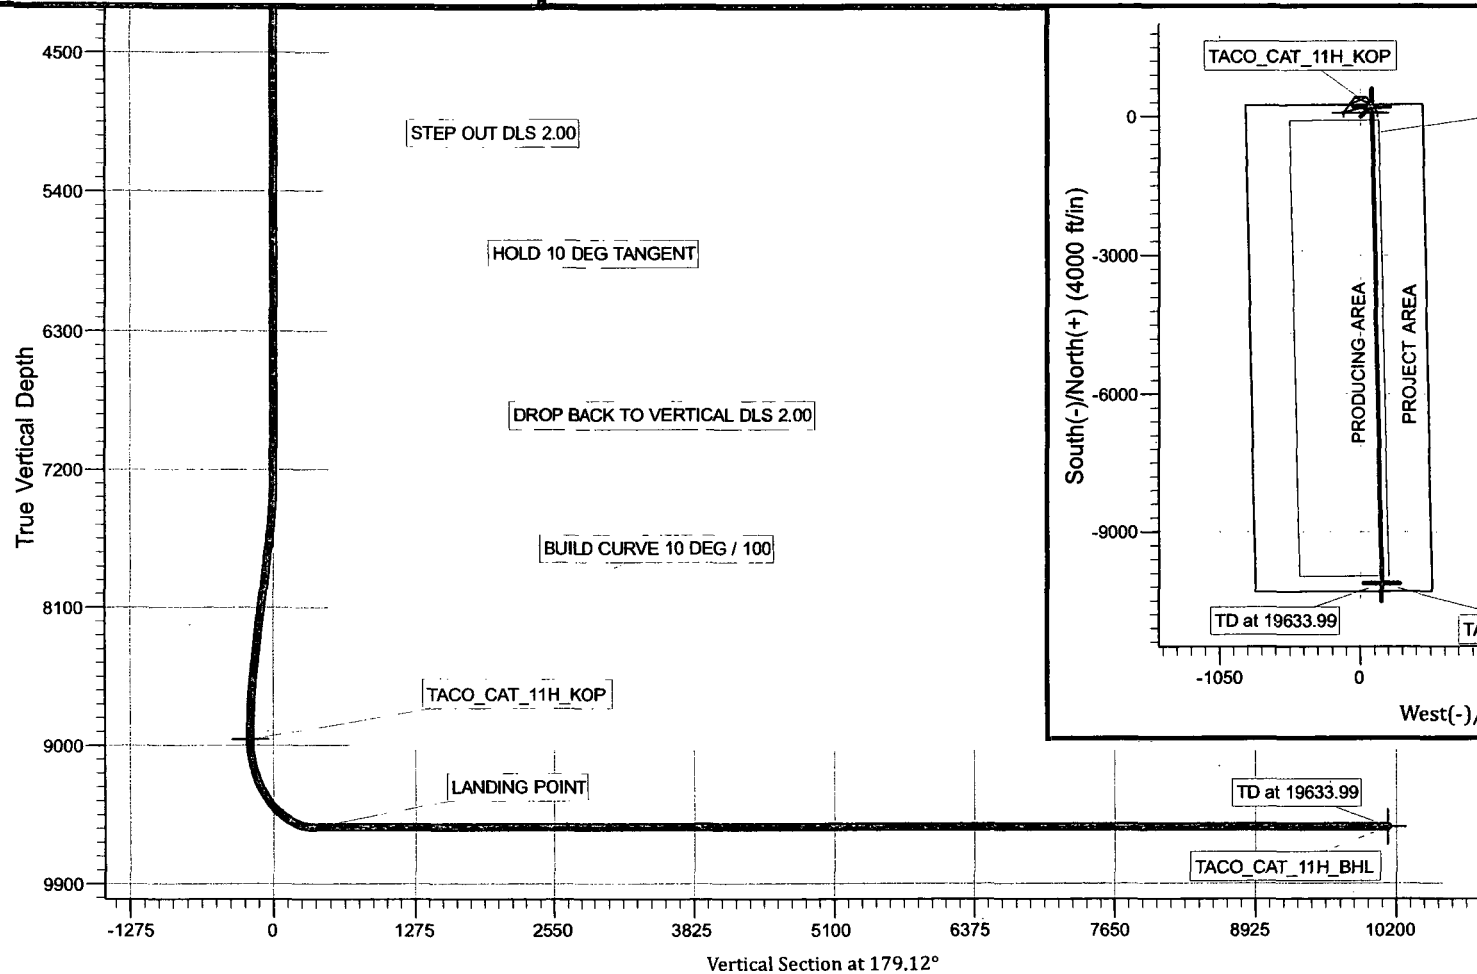 4500
5400
6300
7200
8100
9000
9900
True Vertical Depth
STEP OUT DLS 2.00
HOLD 10 DEG TANGENT
DROP BACK TO VERTICAL DLS 2.00
BUILD CURVE 10 DEG / 100
TACO_CAT_11H_KOP
LANDING POINT
TD at 19633.99
TACO_CAT_11H_BHL
-1275
0
1275
2550
3825
5100
6375
7650
8925
10200
Vertical Section at 179.12°
TACO_CAT_11H_KOP
0
-3000
-6000
-9000
South(-)/North(+) (4000 ft/in)
PRODUCING-AREA
PROJECT AREA
TD at 19633.99
TA
-1050
0
West(-)/